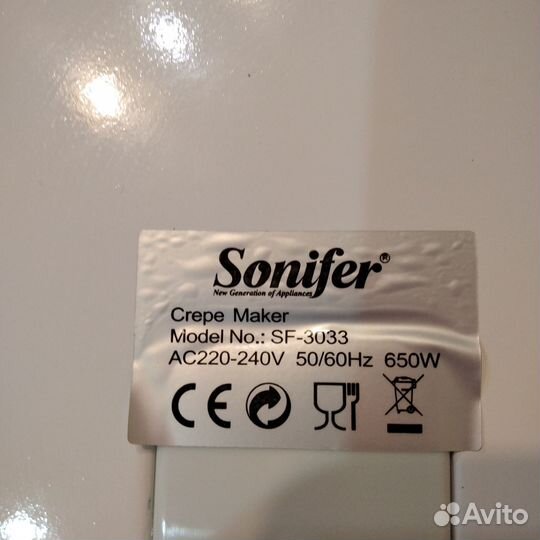 Sonifer®
New Generation of Appliances
Crepe Maker
Model No.: SF-3033
AC220-240V 50/60Hz 650W
CE
Avito